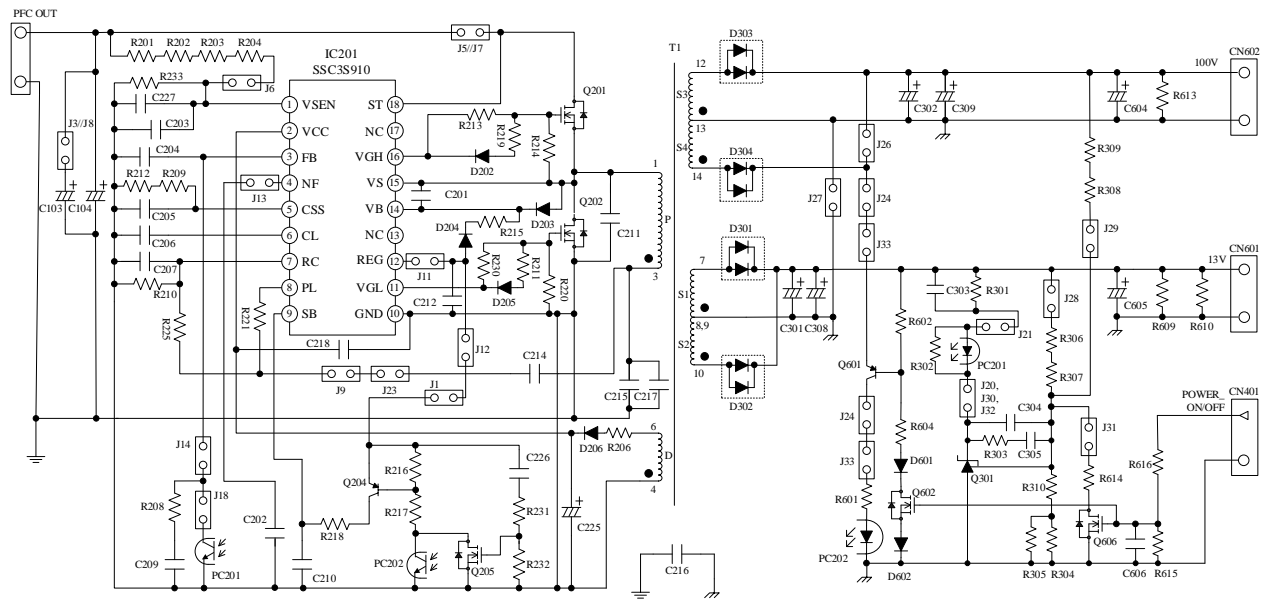 PFC OUT
R201
R202
R203
R204
J5//J7
IC201
SSC3S910
R233
J6
C227
C203
C204
R212
R209
J13
C205
C206
C207
R210
R225
R221
J3//J8
C103
C104
1
VSEN
2
VCC
3
FB
4
NF
5
CSS
6
CL
7
RC
8
PL
9
SB
ST
18
NC
17
VGH
16
VS
15
VB
14
NC
13
REG
12
VGL
11
GND
10
R213
R219
R214
Q201
D202
C201
Q202
D204
R215
D203
C211
J11
C212
R230
R211
D205
R220
C218
J12
J9
J23
C214
J1
C215
C217
T1
1
P
3
6
D
4
D206
R206
C225
J14
J18
R208
C209
PC201
C202
C210
R218
Q204
R216
R217
PC202
Q205
C226
R231
R232
C216
12
S3
13
S4
14
7
S1
8,9
S2
10
D303
D304
D301
D302
C302
C309
C604
R613
100V
CN602
J26
J27
J24
J33
R309
R308
J29
C301
C308
R602
C303
R301
J28
13V
CN601
C605
R609
R610
J21
R302
PC201
R306
R307
Q601
J20,
J30,
J32
J24
J33
R604
D601
Q602
R601
PC202
D602
C304
R303
C305
Q301
J31
R310
R614
R305
R304
Q606
C606
R615
R616
POWER_
ON/OFF
CN401